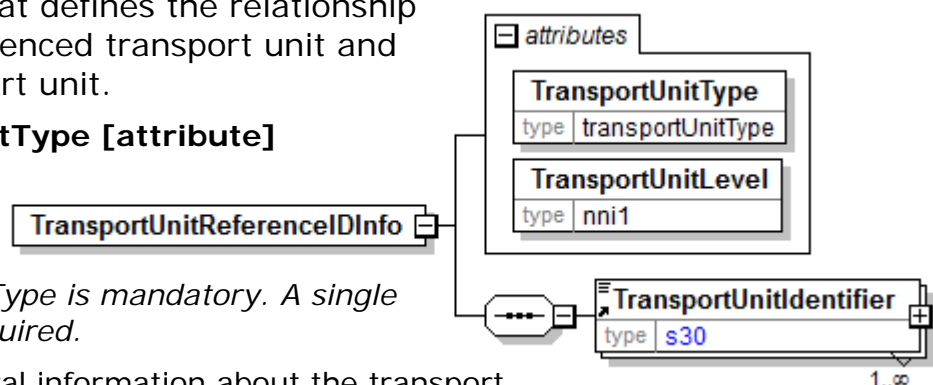 at defines the relationship
enced transport unit and
rt unit.
tType [attribute]
Type is mandatory. A single
uired.
al information about the transport
attributes
TransportUnitType
type transportUnitType
TransportUnitLevel
type nni1
TransportUnitReferenceIDInfo
TransportUnitIdentifier
type s30
1..∞